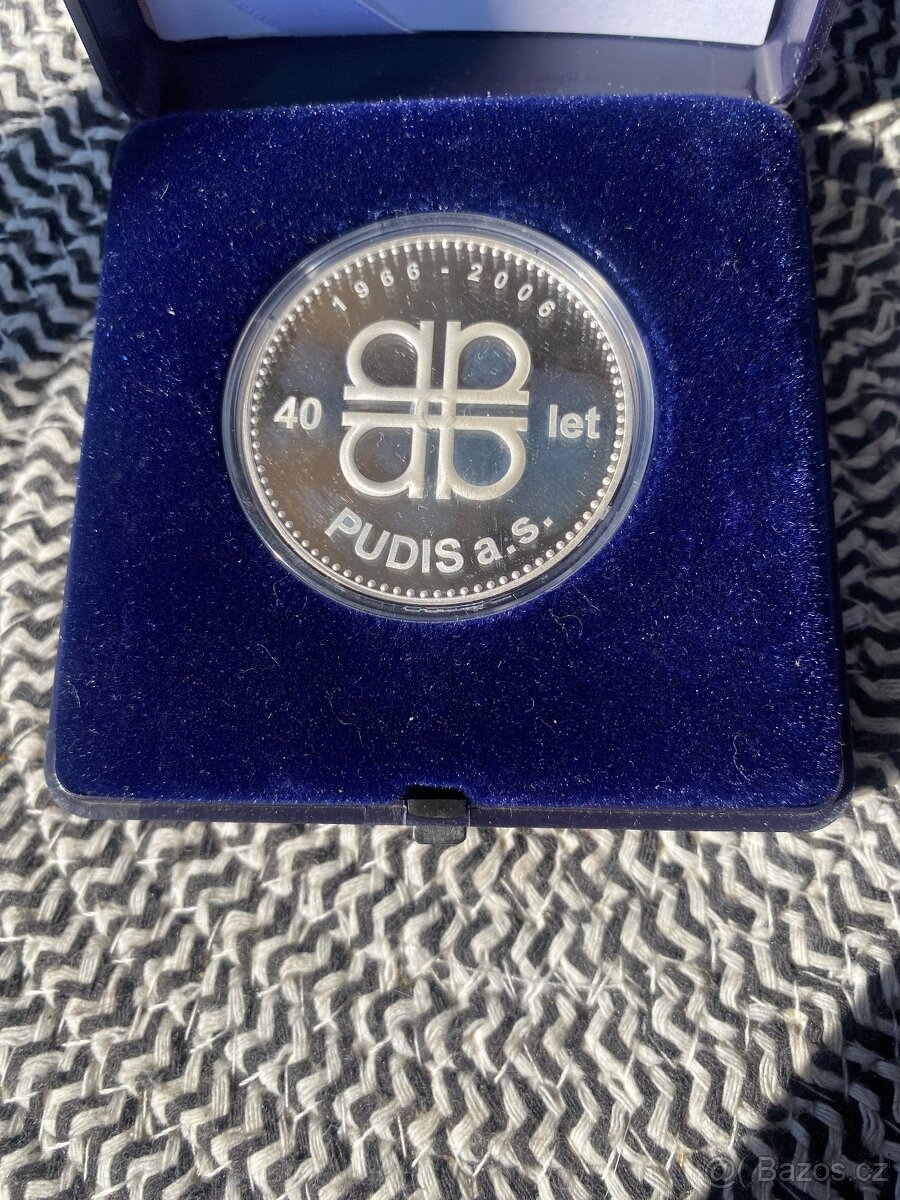 1966 - 2006
40 let
PUDIS a.s.
Bazos.cz